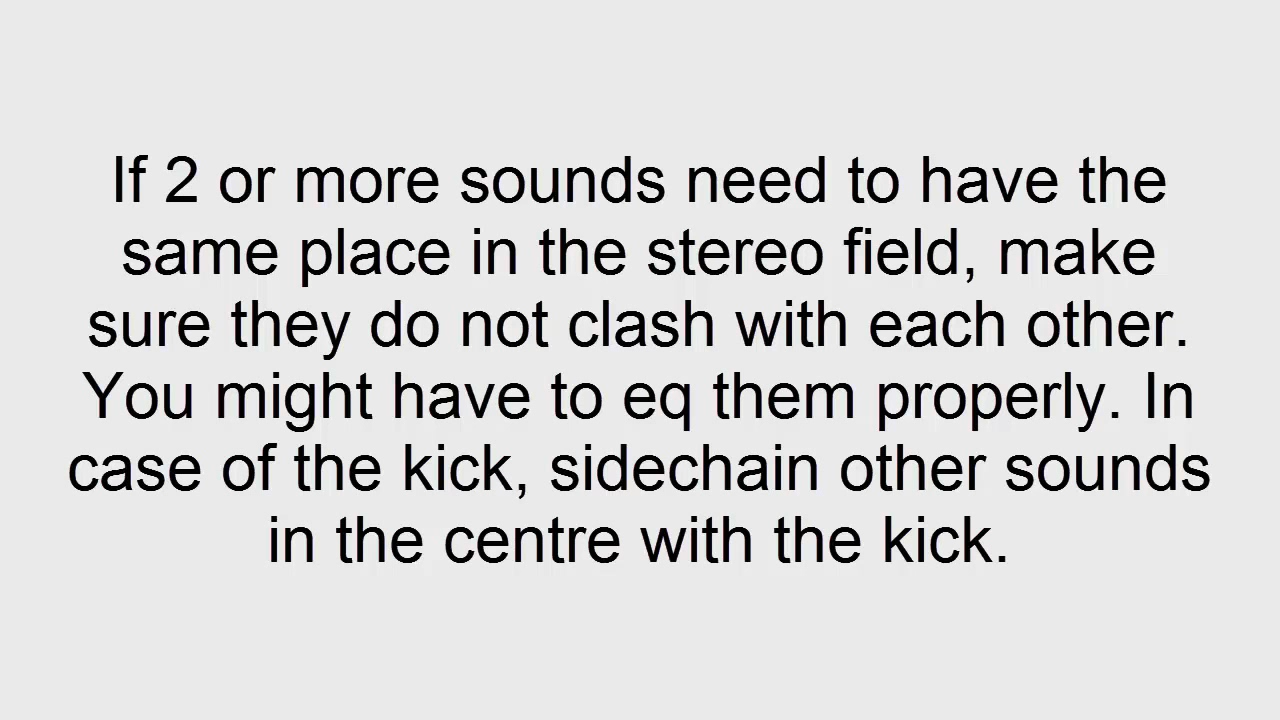 If 2 or more sounds need to have the
same place in the stereo field, make
sure they do not clash with each other.
You might have to eq them properly. In
case of the kick, sidechain other sounds
in the centre with the kick.